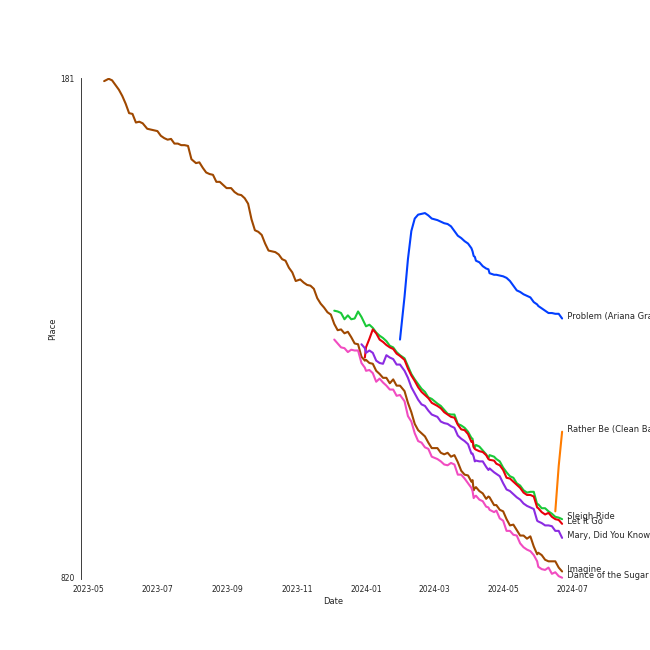 181
Problem (Ariana Gra
Place
Rather Be (Clean Ba
Sleigh Ride
Let It Go
Mary, Did You Know
Imagine
Dance of the Sugar
820
2023-05 2023-07 2023-09 2023-11 2024-01 2024-03 2024-05 2024-07
Date